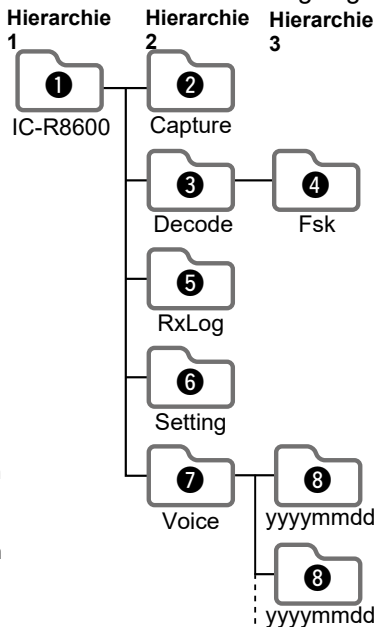 Hierarchie 1
Hierarchie 2
Hierarchie 3
❶
❷
IC-R8600
Capture
❸
❹
Decode
Fsk
❺
RxLog
❻
Setting
❼
❽
Voice
yyyymmdd
❽
yyyymmdd